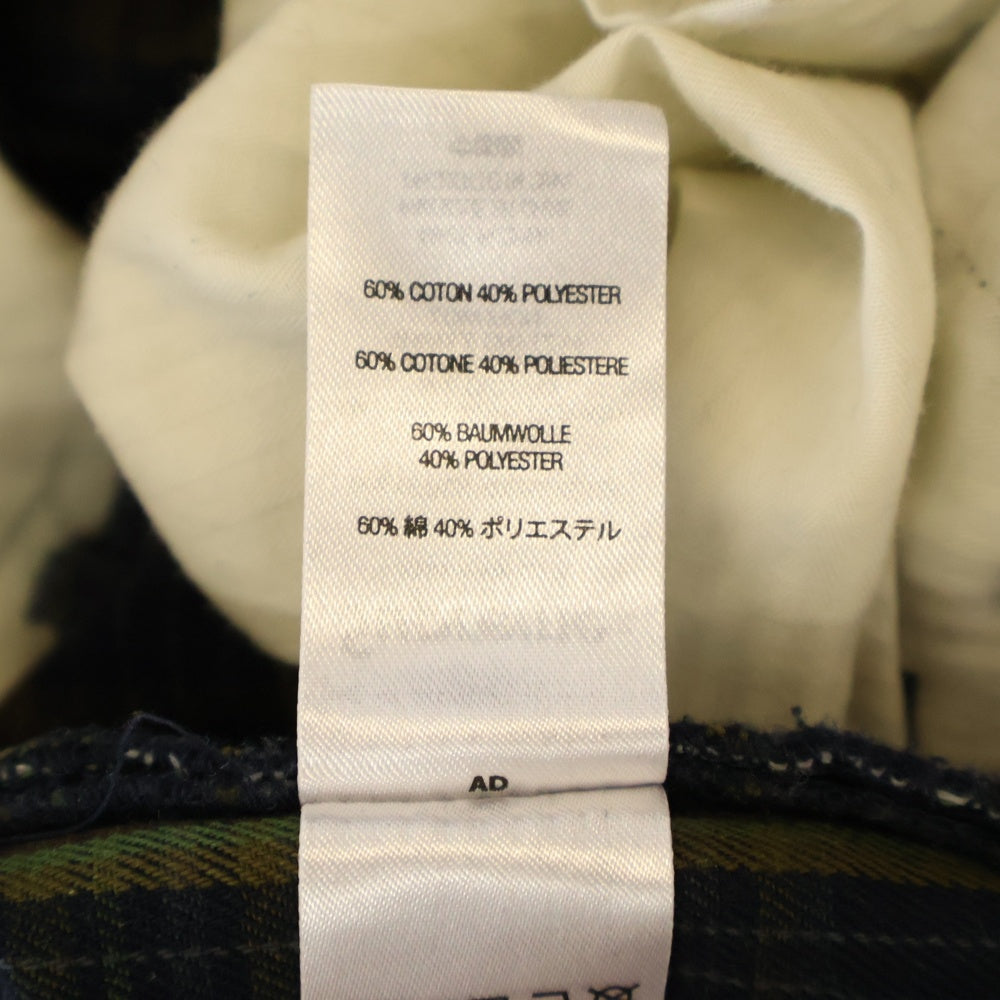 60% COTON 40% POLYESTER
60% COTONE 40% POLIESTERE
60% BAUMWOLLE
40% POLYESTER
60% 綿 40% ポリエステル
AD